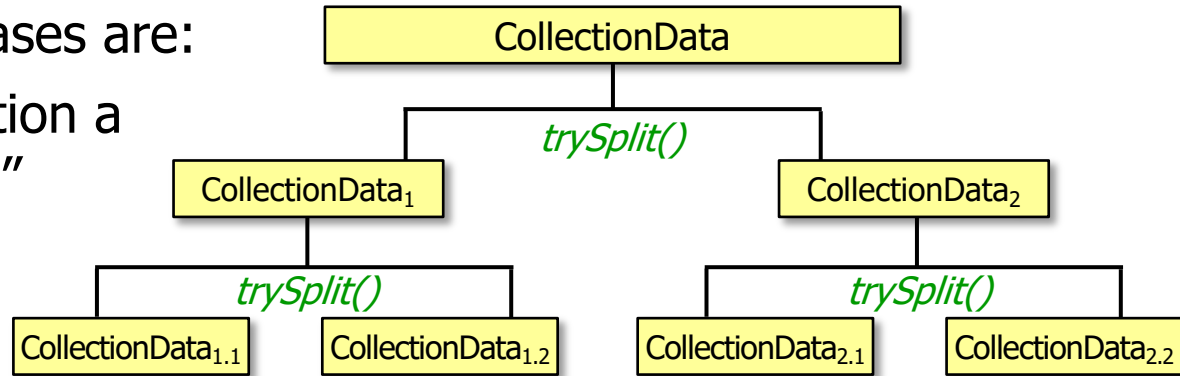 ases are:
CollectionData
tion a
trySplit()
"
CollectionData₁
CollectionData₂
trySplit()
trySplit()
CollectionData₁.₁
CollectionData₁.₂
CollectionData₂.₁
CollectionData₂.₂